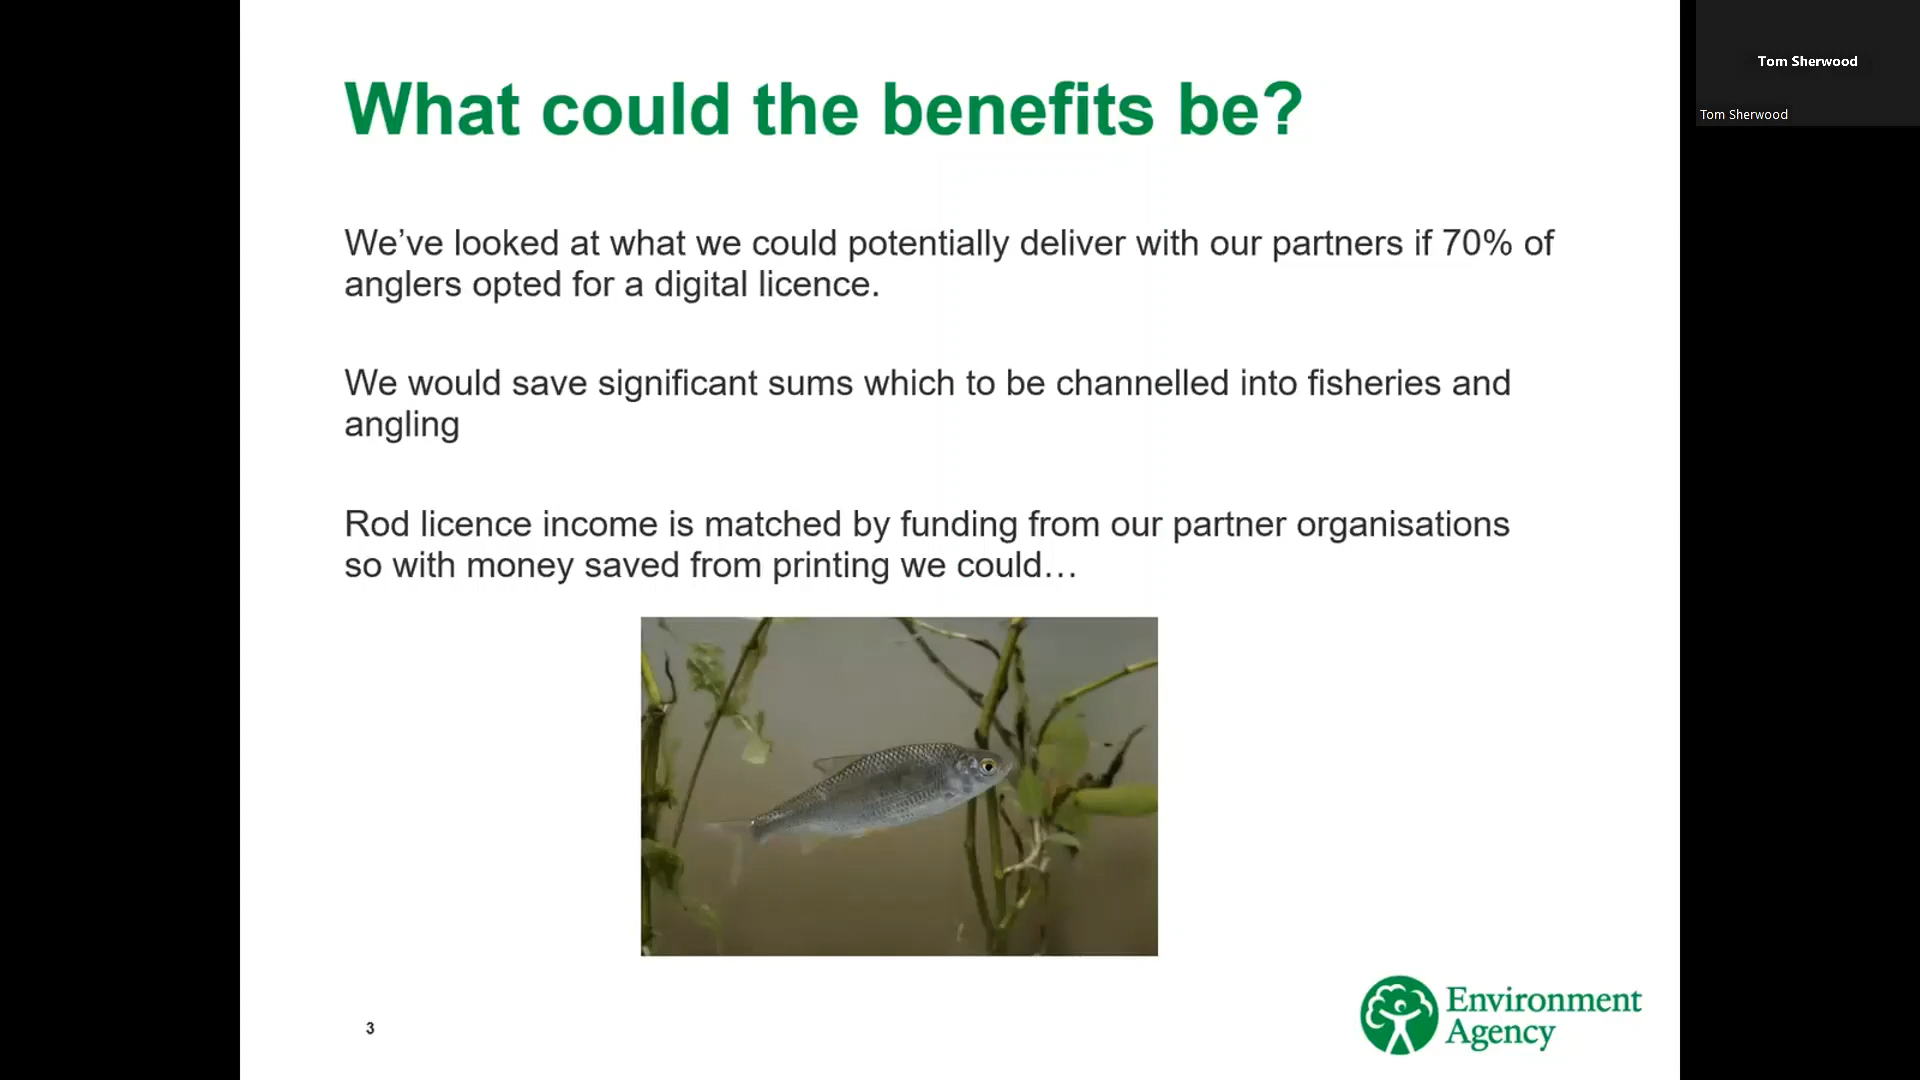 What could the benefits be?
We’ve looked at what we could potentially deliver with our partners if 70% of
anglers opted for a digital licence.
We would save significant sums which to be channelled into fisheries and
angling
Rod licence income is matched by funding from our partner organisations
so with money saved from printing we could…
3
Environment
Agency
Tom Sherwood
Tom Sherwood